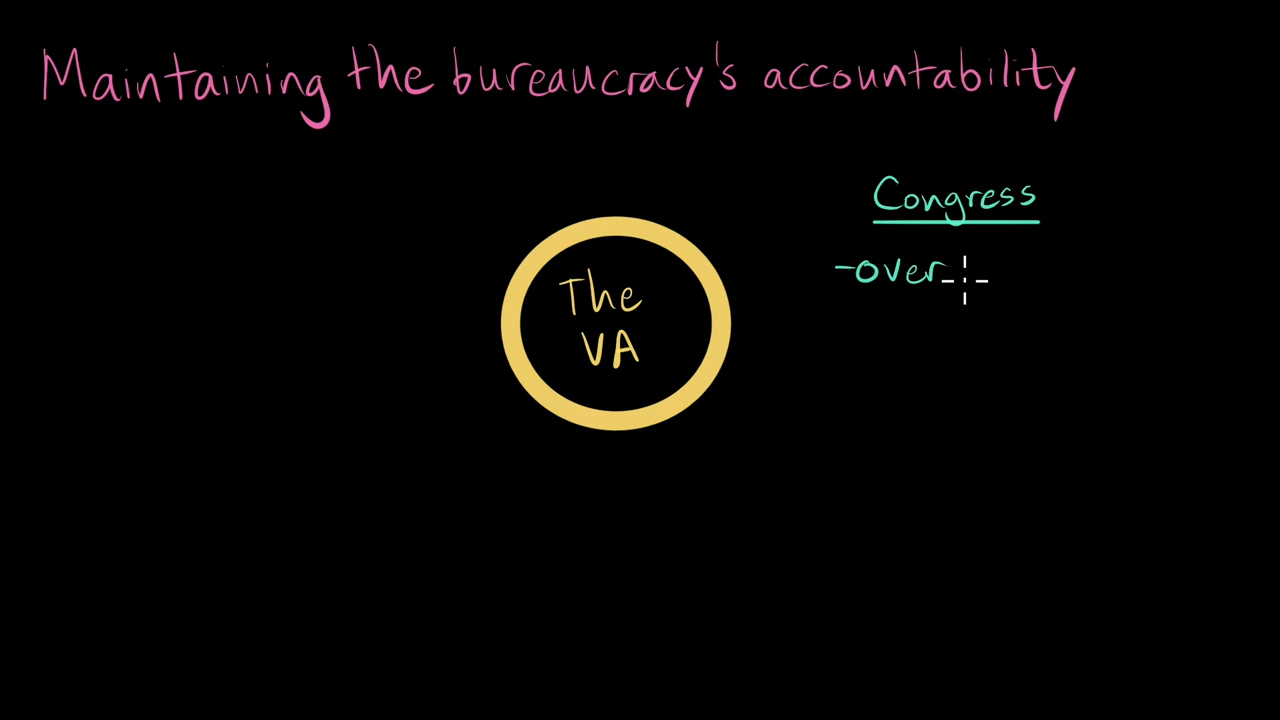 Maintaining the bureaucracy's accountability
Congress
-over
The
VA